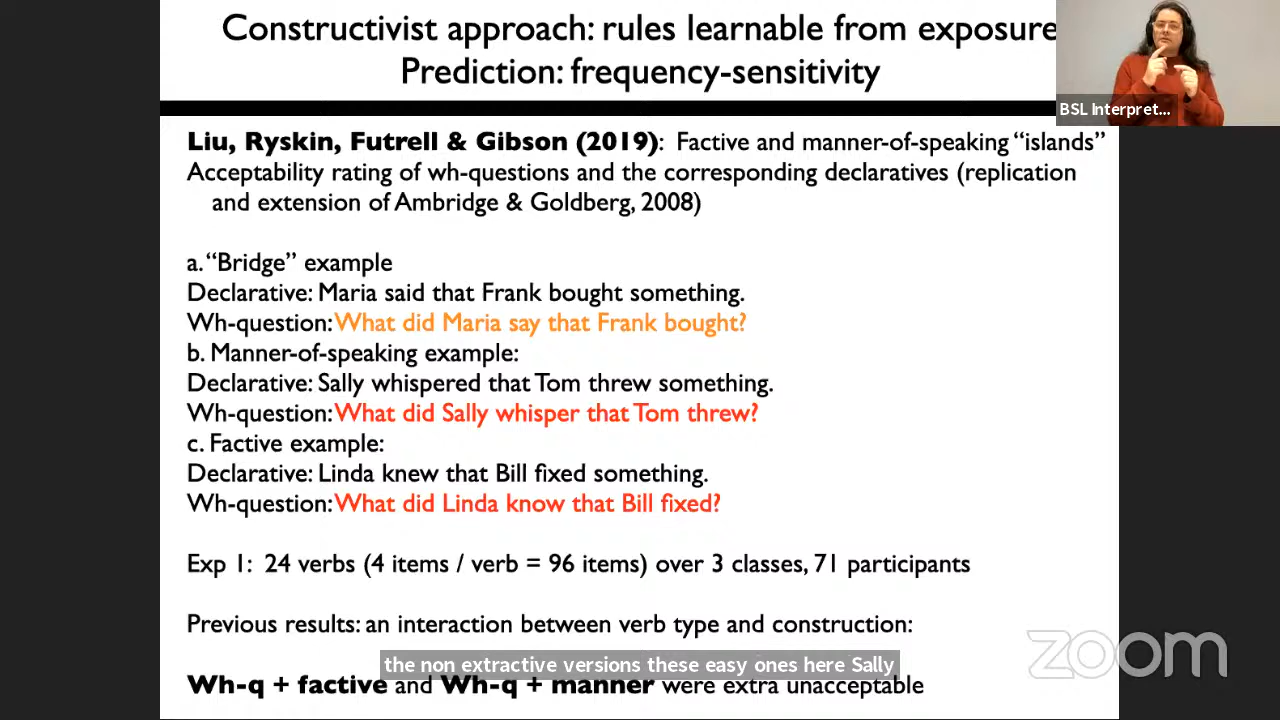 Constructivist approach: rules learnable from exposure
Prediction: frequency-sensitivity
BSL Interpret...
Liu, Ryskin, Futrell & Gibson (2019): Factive and manner-of-speaking “islands”
Acceptability rating of wh-questions and the corresponding declaratives (replication
and extension of Ambridge & Goldberg, 2008)
a. “Bridge” example
Declarative: Maria said that Frank bought something.
Wh-question: What did Maria say that Frank bought?
b. Manner-of-speaking example:
Declarative: Sally whispered that Tom threw something.
Wh-question: What did Sally whisper that Tom threw?
c. Factive example:
Declarative: Linda knew that Bill fixed something.
Wh-question: What did Linda know that Bill fixed?
Exp 1: 24 verbs (4 items / verb = 96 items) over 3 classes, 71 participants
Previous results: an interaction between verb type and construction:
zoom
the non extractive versions these easy ones here Sally
Wh-q + factive and Wh-q + manner were extra unacceptable